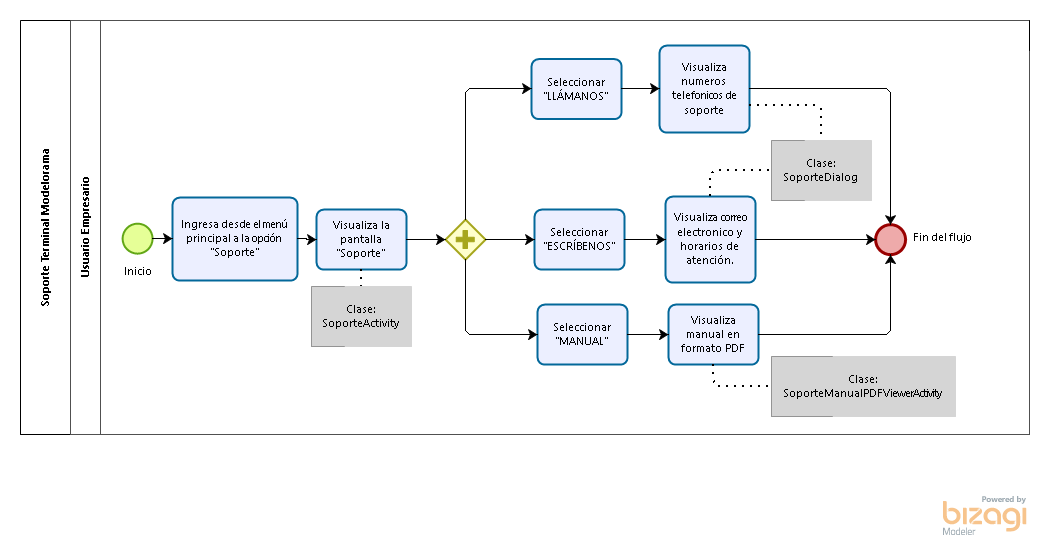 Soporte Terminal Modelorama
Usuario Empresario
Inicio
Ingresa desde el menú
principal a la opción
"Soporte"
Visualiza la
pantalla
"Soporte"
Clase:
SoporteActivity
Seleccionar
"LLÁMANOS"
Visualiza
numeros
telefonicos de
soporte
Clase:
SoporteDialog
Seleccionar
"ESCRÍBENOS"
Visualiza correo
electronico y
horarios de
atención.
Seleccionar
"MANUAL"
Visualiza
manual en
formato PDF
Clase:
SoporteManualPDFViewerActivity
Fin del flujo
Powered by
bizagi
Modeler